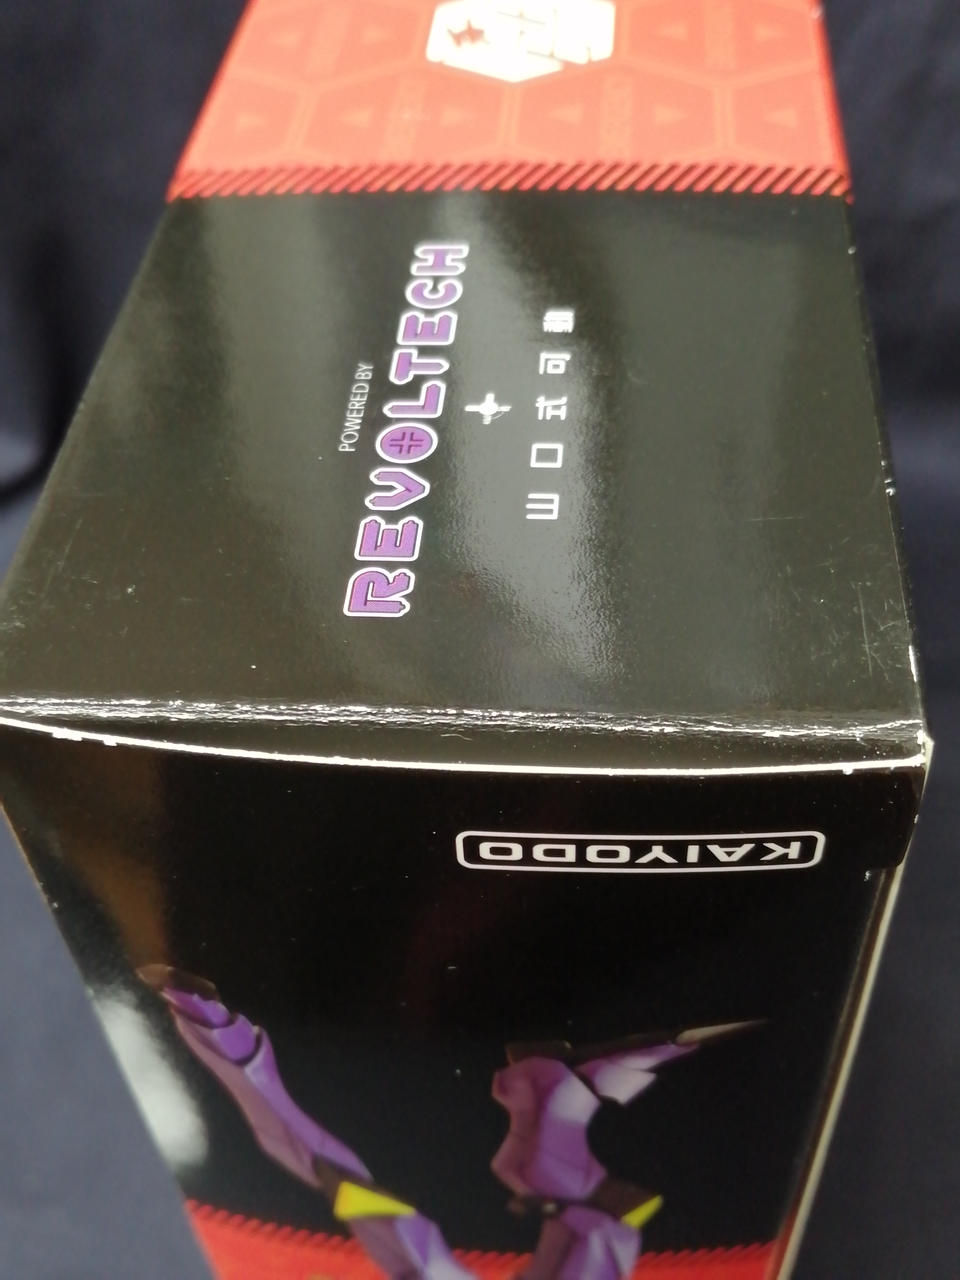 POWERED BY
REVOLTECH
山口式可動
KAIYODO